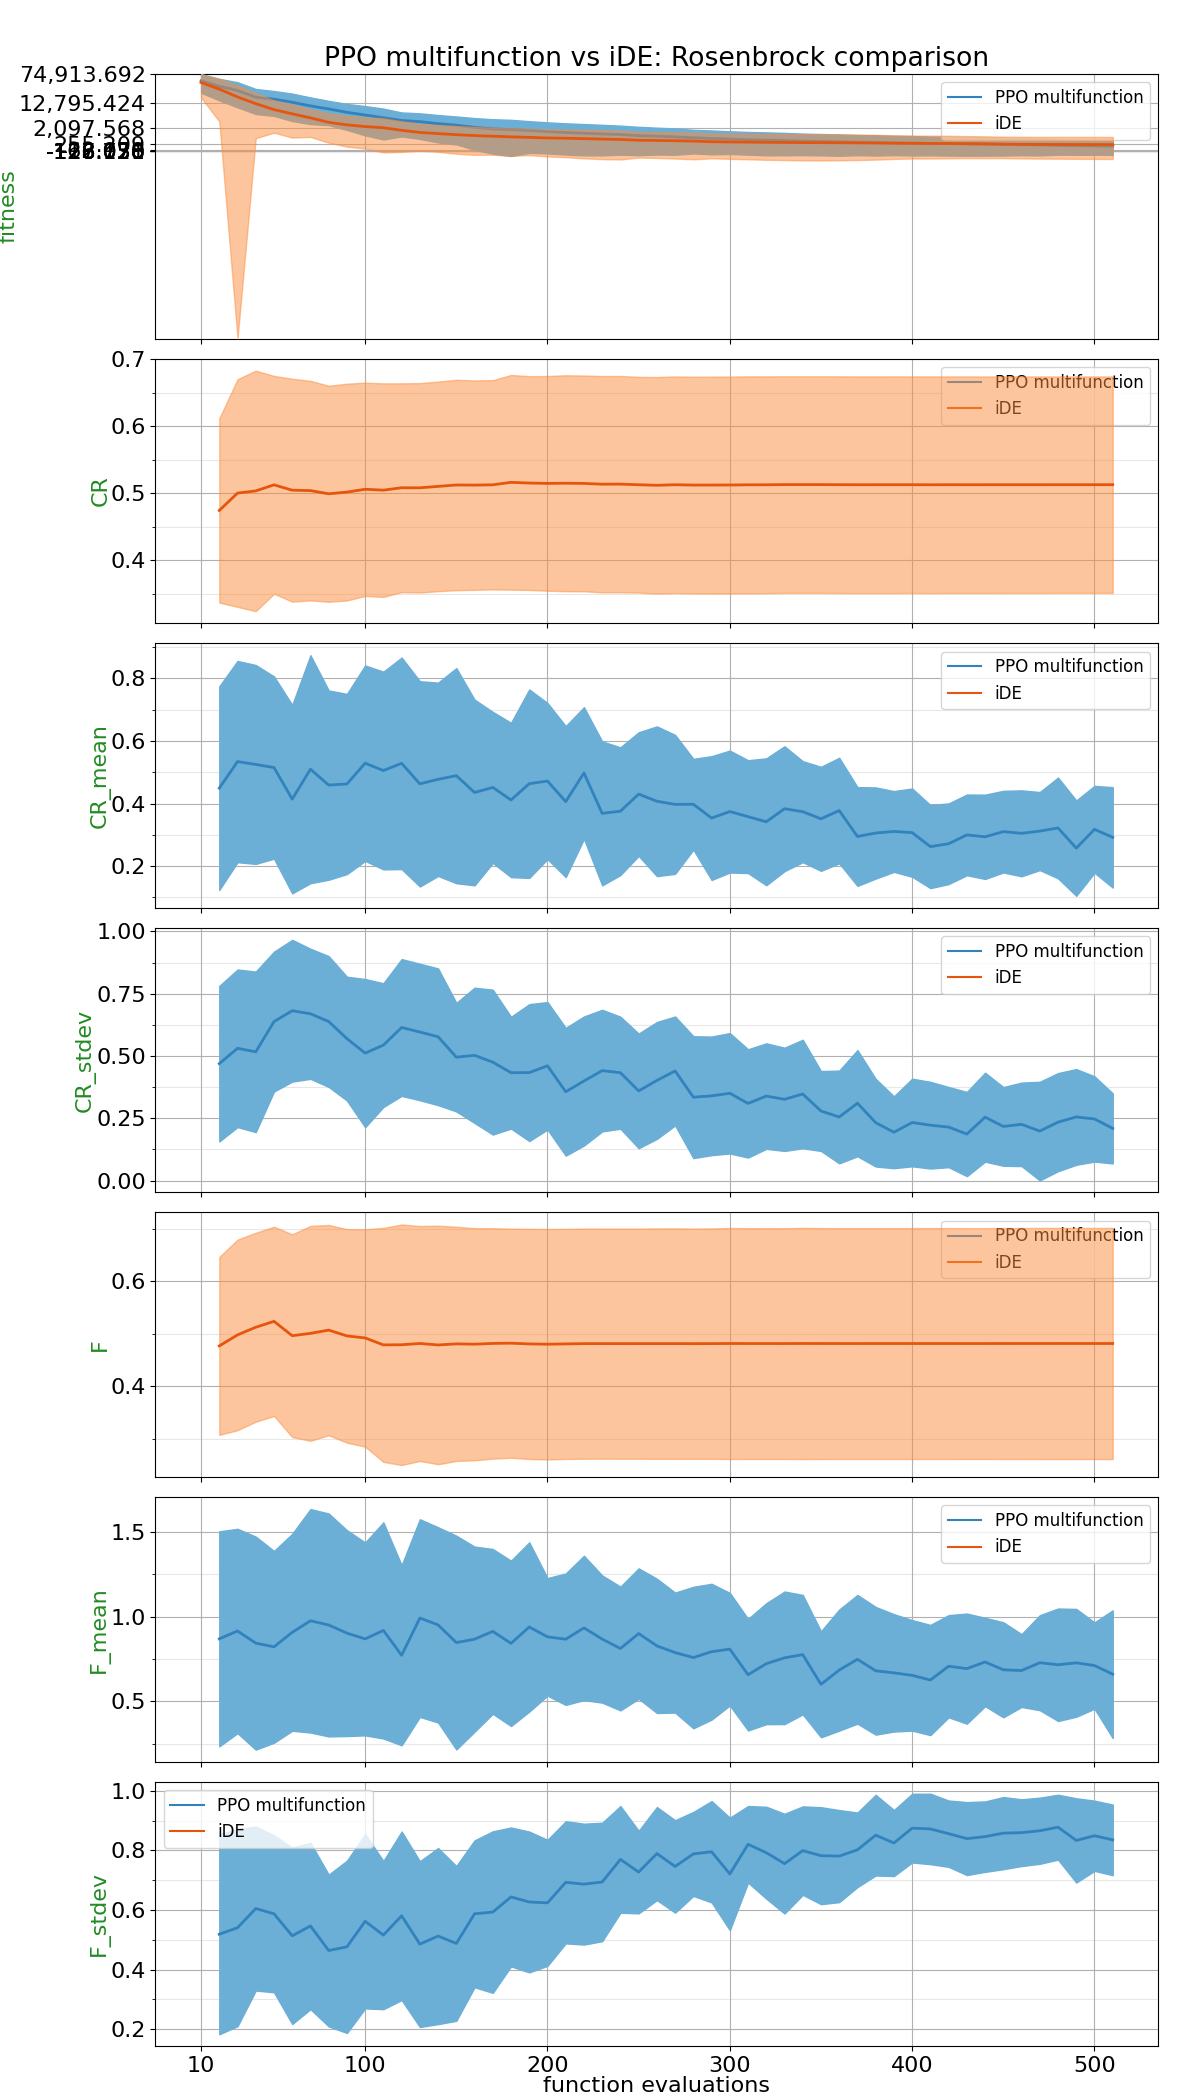 PPO multifunction vs iDE: Rosenbrock comparison
74,913.692
12,795.424
2,097.568
fitness
PPO multifunction
iDE
0.7
0.6
0.5
0.4
CR
PPO multifunction
iDE
0.8
0.6
0.4
0.2
CR_mean
PPO multifunction
iDE
1.00
0.75
0.50
0.25
0.00
CR_stdev
PPO multifunction
iDE
0.6
0.4
F
PPO multifunction
iDE
1.5
1.0
0.5
F_mean
PPO multifunction
iDE
1.0
0.8
0.6
0.4
0.2
F_stdev
PPO multifunction
iDE
10 100 200 300 400 500
function evaluations